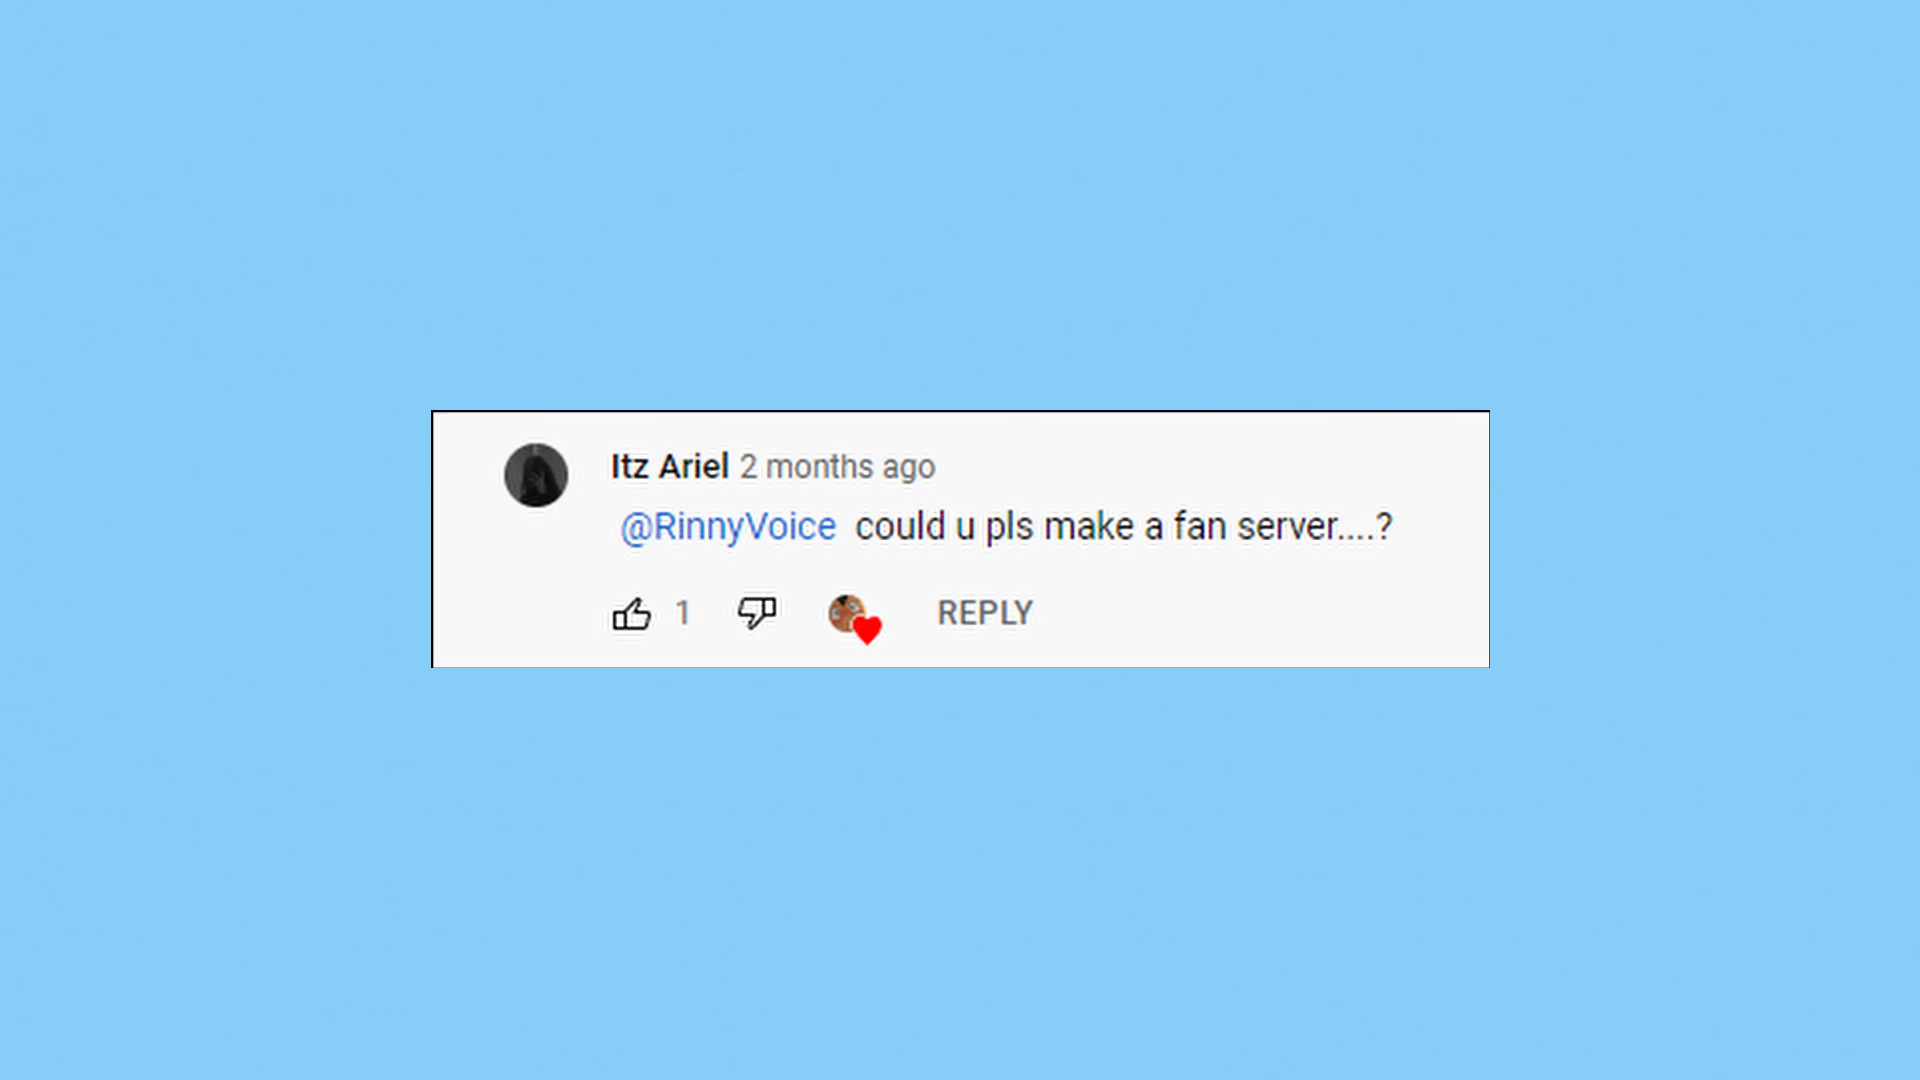 Itz Ariel 2 months ago
@RinnyVoice could u pls make a fan server....?
1 REPLY